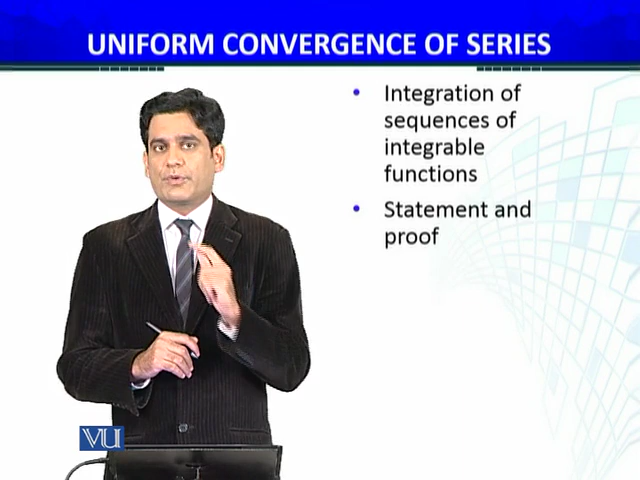 UNIFORM CONVERGENCE OF SERIES
• Integration of
sequences of
integrable
functions
• Statement and
proof
VU